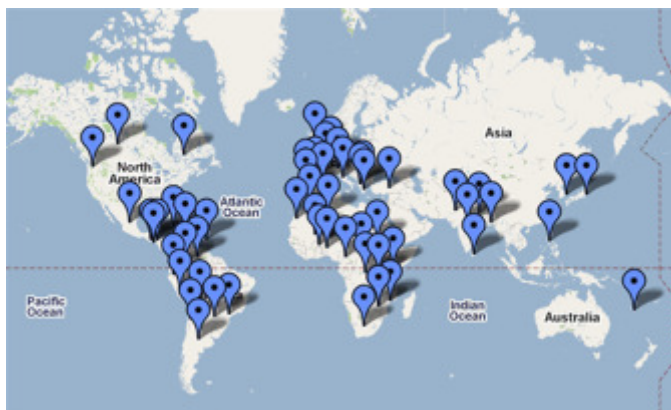 Asia
North
America
Atlantic
Ocean
Pacific
Ocean
Indian
Ocean
Australia